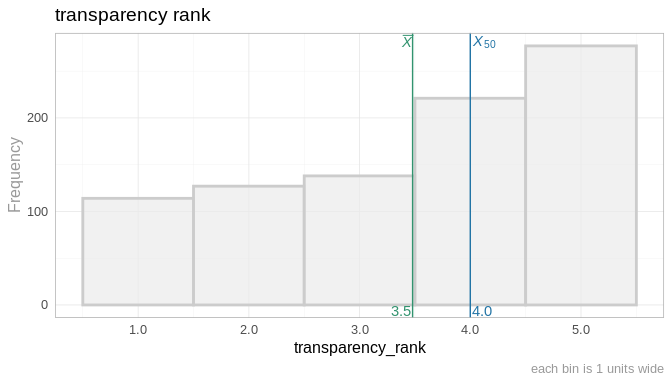 transparency rank
X̅ X50
Frequency
200
100
0
3.5 4.0
1.0 2.0 3.0 4.0 5.0
transparency_rank
each bin is 1 units wide